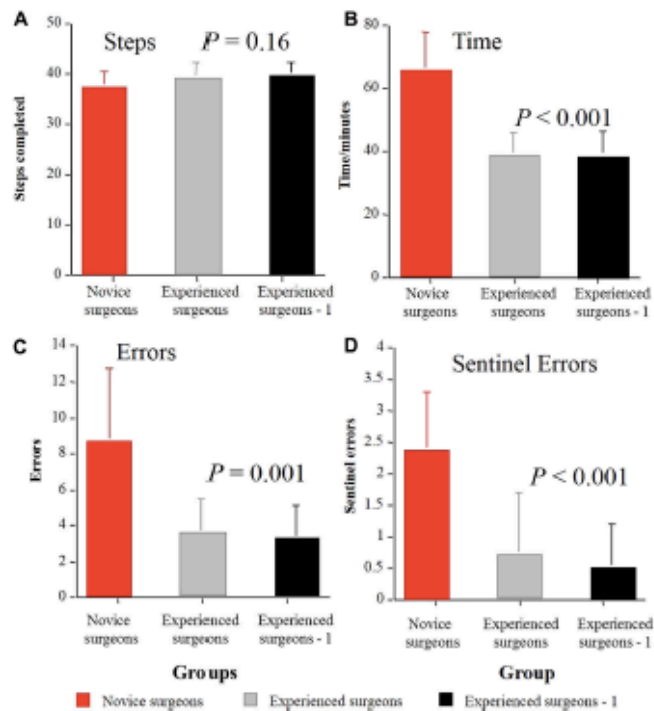 A
Steps
P = 0.16
50
40
30
20
10
0
Steps completed
Novice surgeons
Experienced surgeons
Experienced surgeons - 1
B
Time
P < 0.001
80
60
40
20
0
Time/minutes
Novice surgeons
Experienced surgeons
Experienced surgeons - 1
C
Errors
P = 0.001
14
12
10
8
6
4
2
0
Errors
Novice surgeons
Experienced surgeons
Experienced surgeons - 1
Groups
D
Sentinel Errors
P < 0.001
4
3.5
3
2.5
2
1.5
1
0.5
0
Sentinel errors
Novice surgeons
Experienced surgeons
Experienced surgeons - 1
Group
Novice surgeons
Experienced surgeons
Experienced surgeons - 1